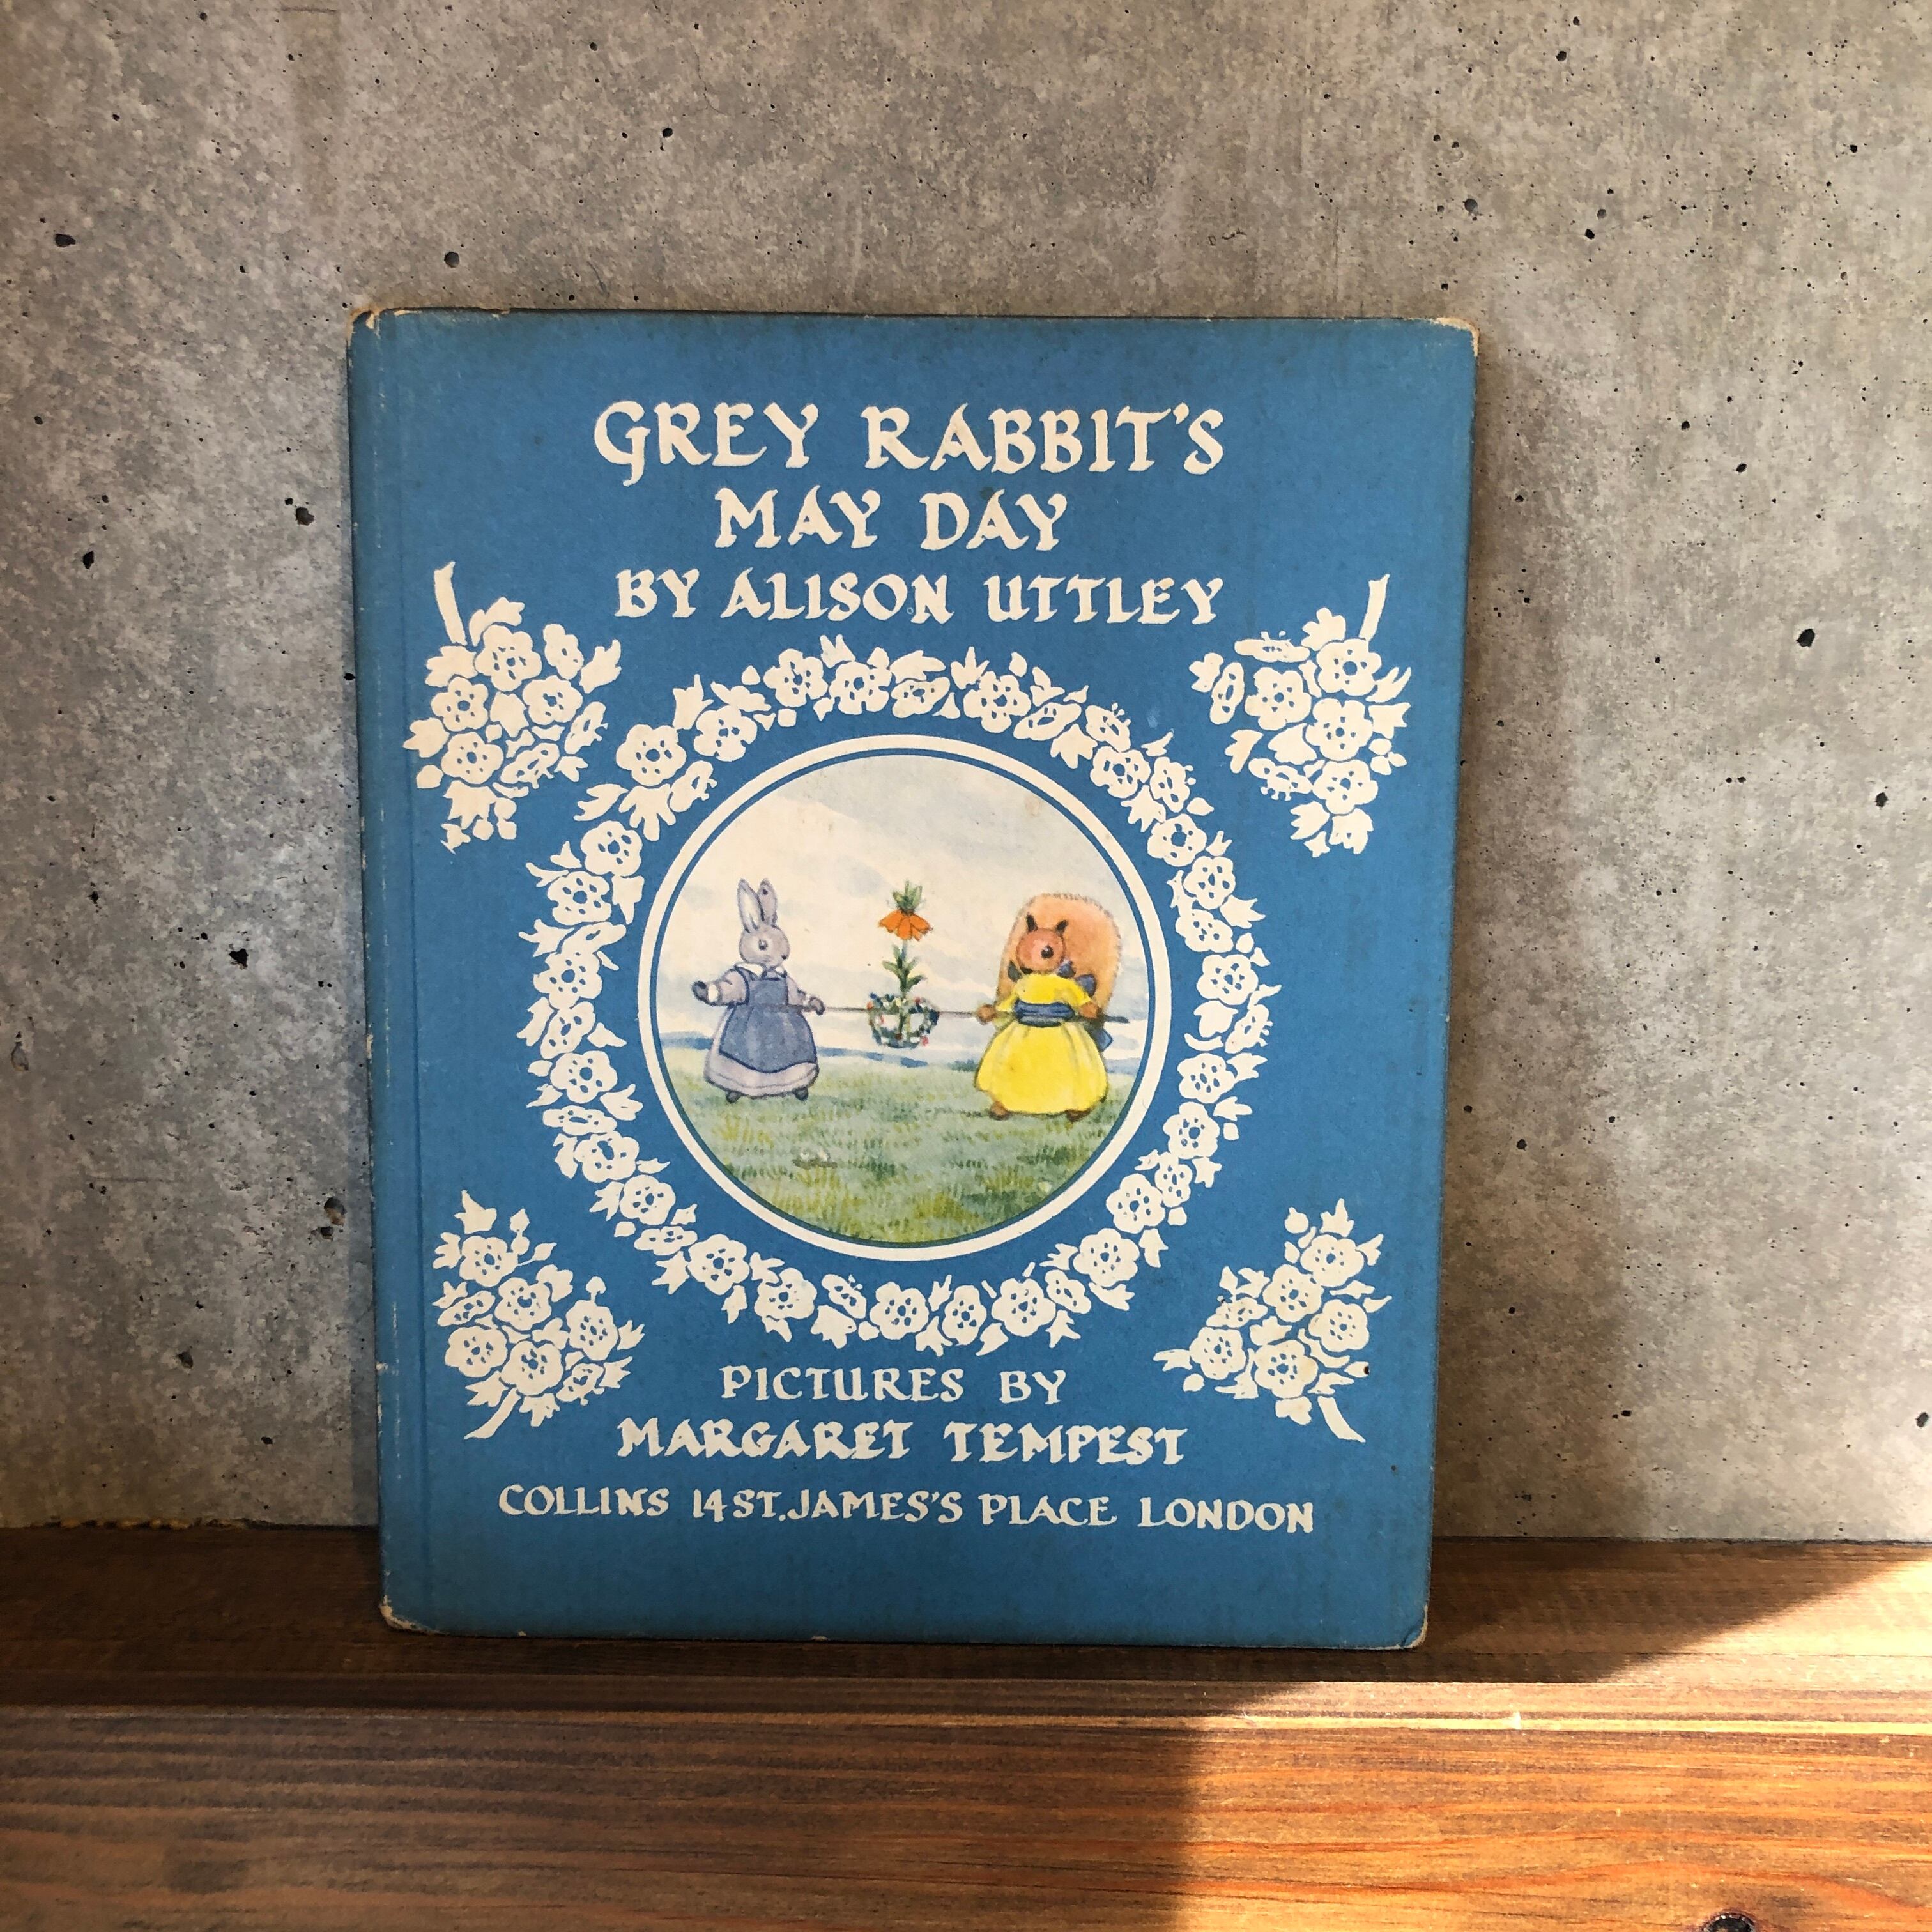 GREY RABBIT'S
MAY DAY
BY ALISON UTTLEY
PICTURES BY
MARGARET TEMPEST
COLLINS 14 ST. JAMES'S PLACE LONDON